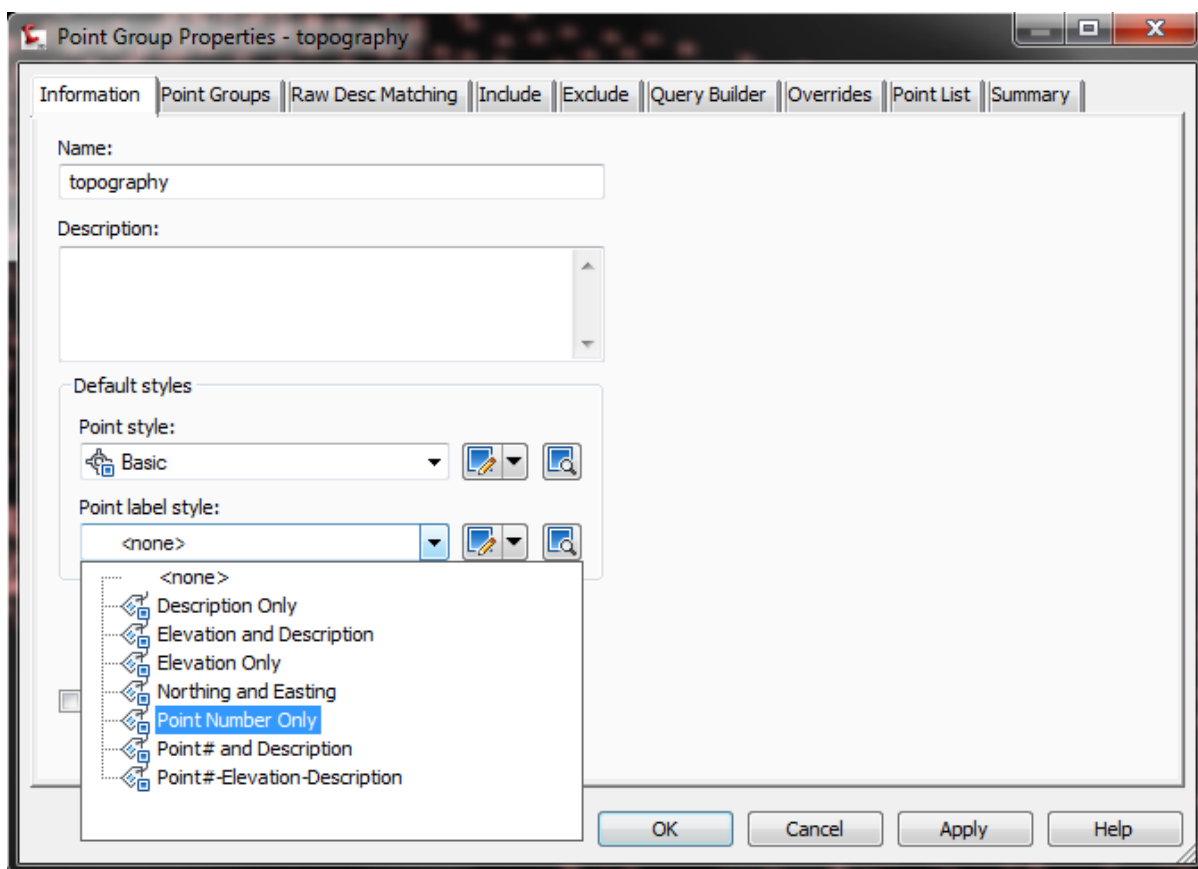 Point Group Properties - topography
Information Point Groups Raw Desc Matching Include Exclude Query Builder Overrides Point List Summary
Name:
topography
Description:
Default styles
Point style:
Basic
Point label style:
<none>
<none>
Description Only
Elevation and Description
Elevation Only
Northing and Easting
Point Number Only
Point# and Description
Point#-Elevation-Description
OK Cancel Apply Help